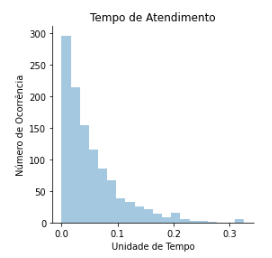 Tempo de Atendimento
300
250
200
150
100
50
0
Número de Ocorrência
0.0 0.1 0.2 0.3
Unidade de Tempo